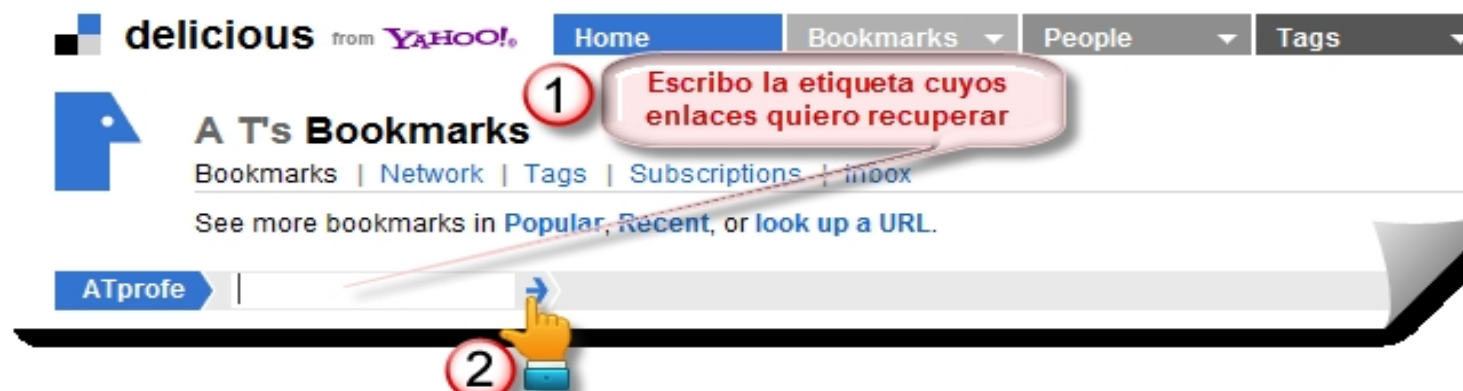 delicious from YAHOO!. Home Bookmarks People Tags
1 Escribo la etiqueta cuyos
enlaces quiero recuperar
A T's Bookmarks
Bookmarks | Network | Tags | Subscriptions | Inbox
See more bookmarks in Popular, Recent, or look up a URL.
ATprofe
2